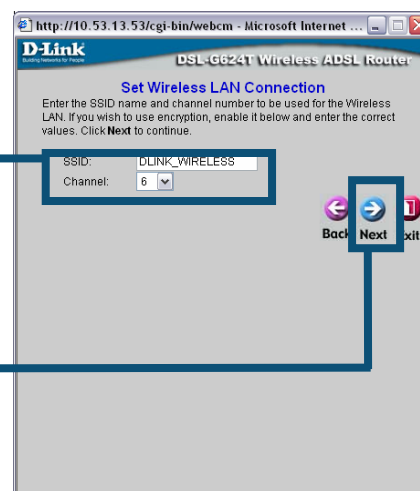 http://10.53.13.53/cgi-bin/webcm - Microsoft Internet ...
D-Link
Building Networks for People
DSL-G624T Wireless ADSL Router
Set Wireless LAN Connection
Enter the SSID name and channel number to be used for the Wireless
LAN. If you wish to use encryption, enable it below and enter the correct
values. Click Next to continue.
SSID: DLINK_WIRELESS
Channel: 6
Back Next Exit